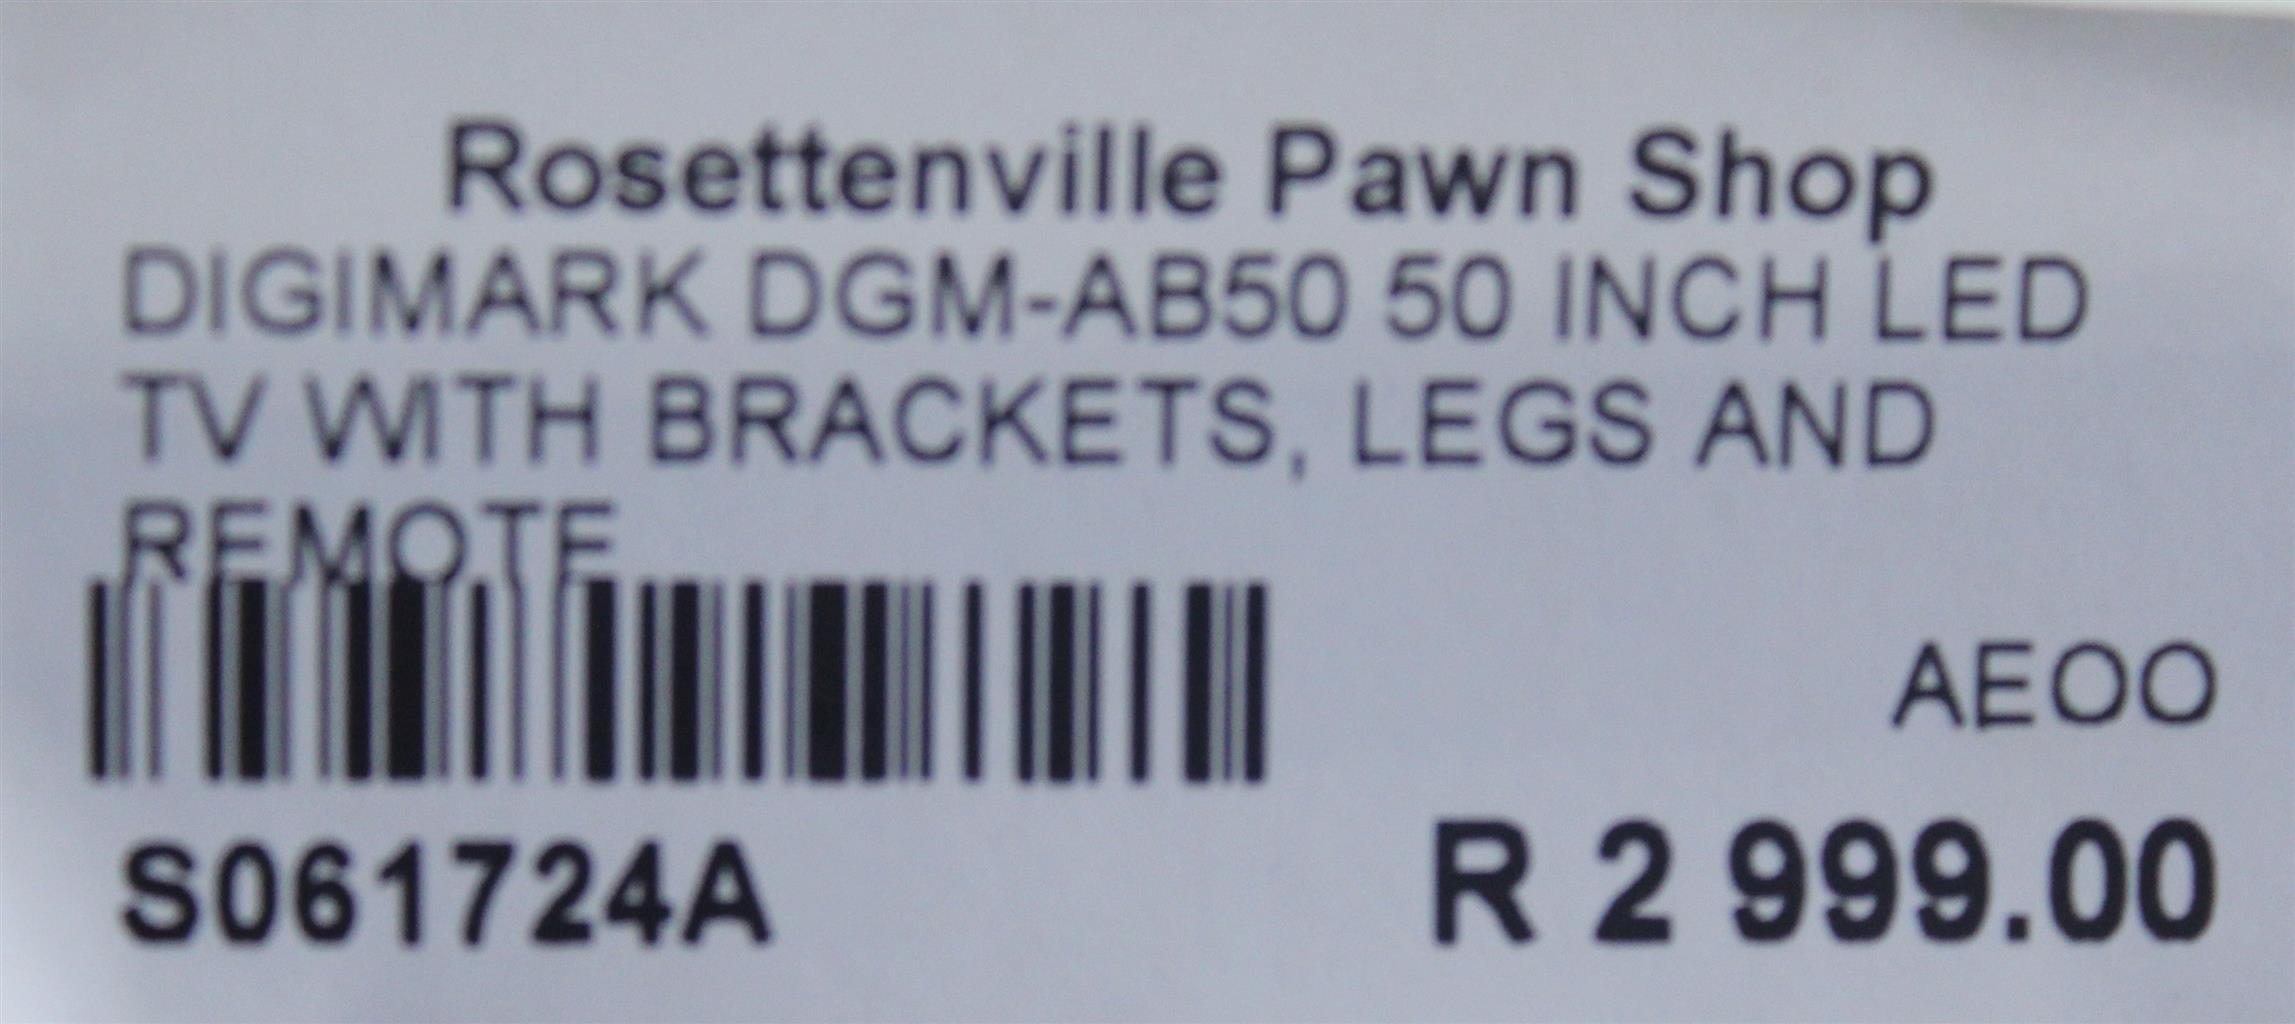 Rosettenville Pawn Shop
DIGIMARK DGM-AB50 50 INCH LED
TV WITH BRACKETS, LEGS AND
REMOTE
AEOO
S061724A
R 2 999.00